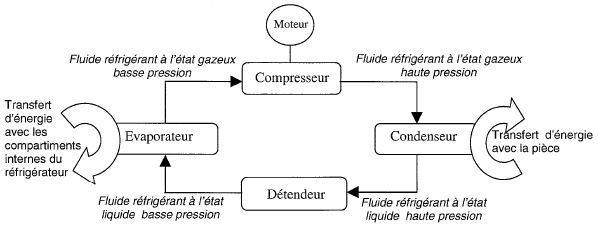 Moteur
Fluide réfrigérant à l'état gazeux
basse pression
Fluide réfrigérant à l'état gazeux
haute pression
Compresseur
Transfert
d'énergie
avec les
compartiments
internes du
réfrigérateur
Evaporateur
Condenseur
Transfert d'énergie
avec la pièce
Fluide réfrigérant à l'état
liquide basse pression
Détendeur
Fluide réfrigérant à l'état
liquide haute pression